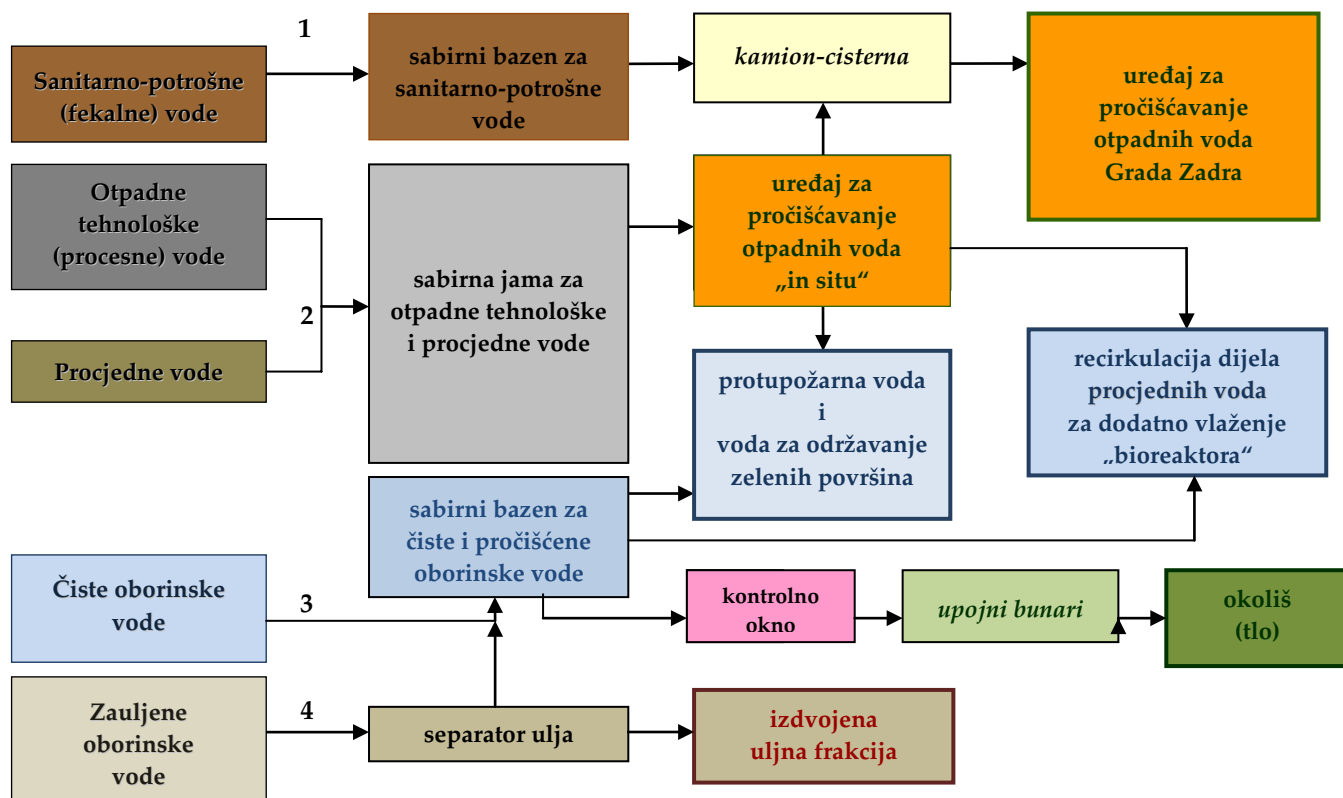 1
Sanitarno-potrošne
(fekalne) vode
sabirni bazen za
sanitarno-potrošne
vode
kamion-cisterna
uređaj za
pročišćavanje
otpadnih voda
Grada Zadra
Otpadne
tehnološke
(procesne) vode
2
Procjedne vode
sabirna jama za
otpadne tehnološke
i procjedne vode
uređaj za
pročišćavanje
otpadnih voda
„in situ“
protupožarna voda
i
voda za održavanje
zelenih površina
recirkulacija dijela
procjednih voda
za dodatno vlaženje
„bioreaktora“
sabirni bazen za
čiste i pročišćene
oborinske vode
Čiste oborinske
vode
3
kontrolno
okno
upojni bunari
okoliš
(tlo)
Zauljene
oborinske
vode
4
separator ulja
izdvojena
uljna frakcija